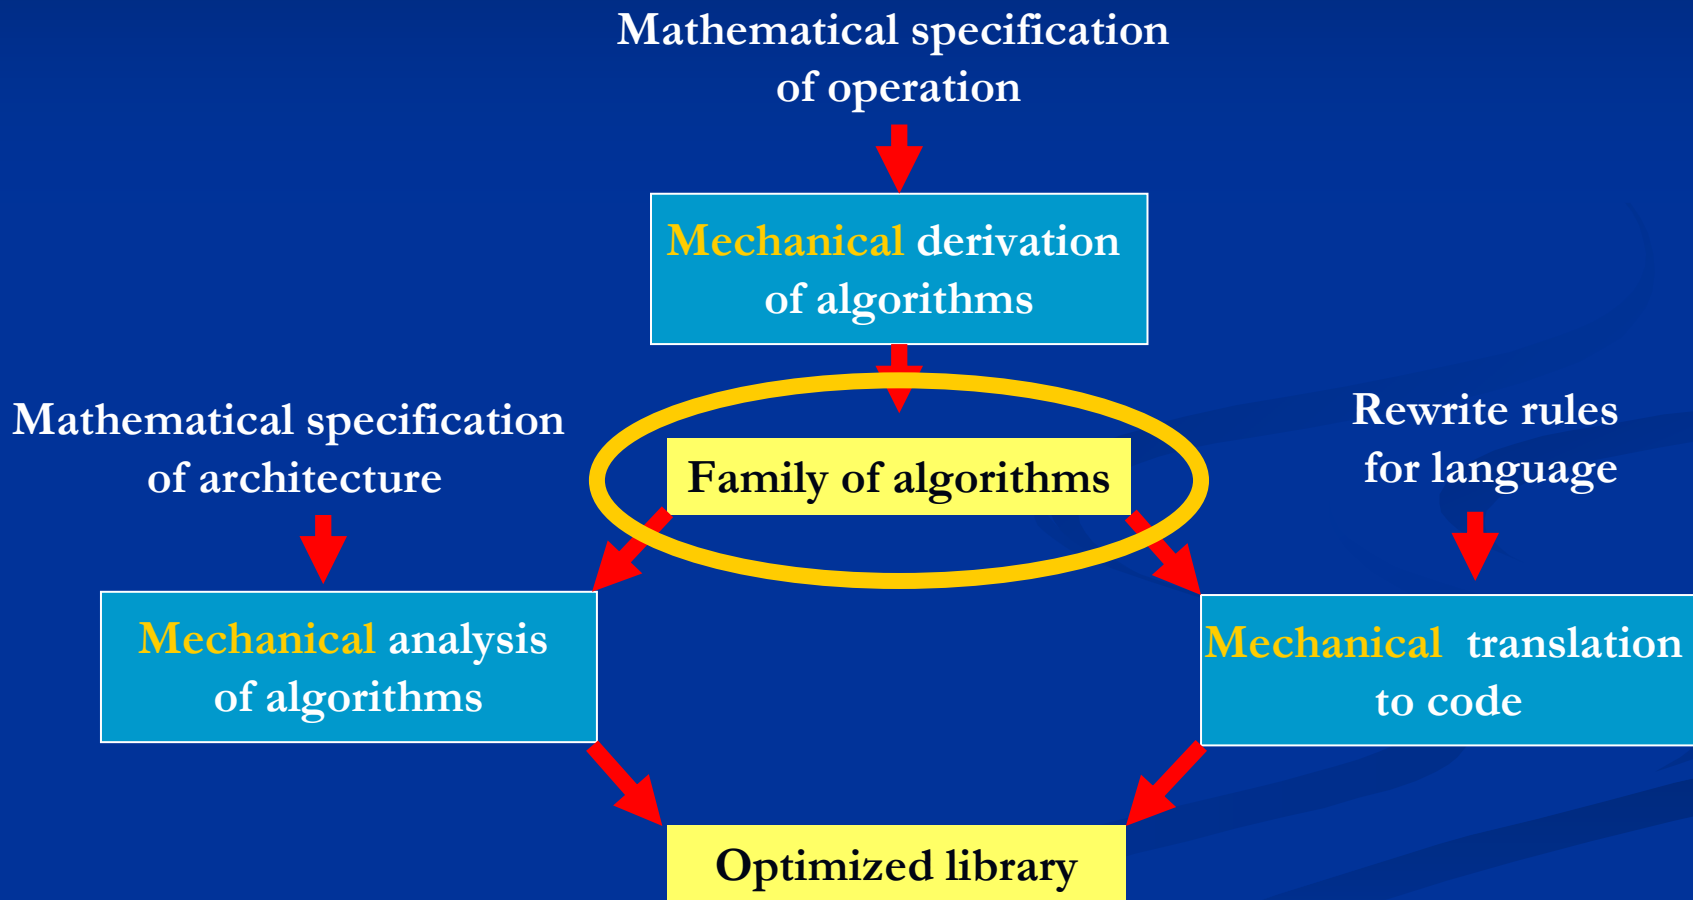 Mathematical specification
of operation
Mechanical derivation
of algorithms
Mathematical specification
of architecture
Family of algorithms
Rewrite rules
for language
Mechanical analysis
of algorithms
Mechanical translation
to code
Optimized library